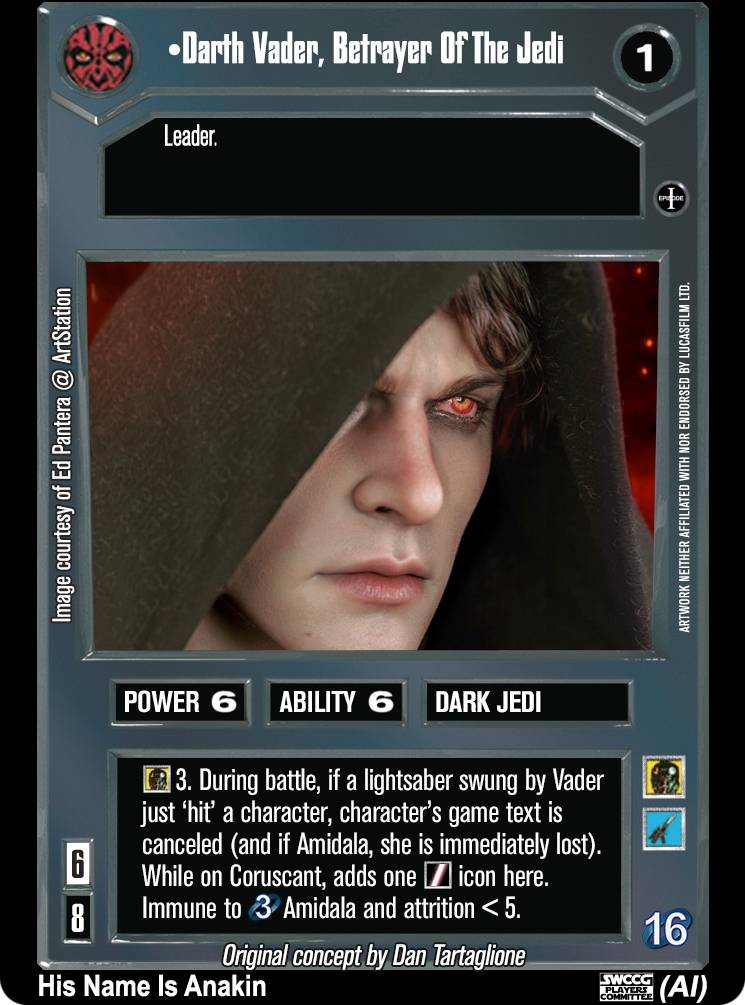 •Darth Vader, Betrayer Of The Jedi
1
Leader.
EPISODE I
Image courtesy of Ed Pantera @ ArtStation
ARTWORK NEITHER AFFILIATED WITH NOR ENDORSED BY LUCASFILM LTD.
POWER 6
ABILITY 6
DARK JEDI
3. During battle, if a lightsaber swung by Vader
just ‘hit’ a character, character’s game text is
canceled (and if Amidala, she is immediately lost).
While on Coruscant, adds one icon here.
Immune to 3 Amidala and attrition < 5.
6
8
16
Original concept by Dan Tartaglione
His Name Is Anakin
SWCCG
PLAYERS
COMMITTEE
(AI)